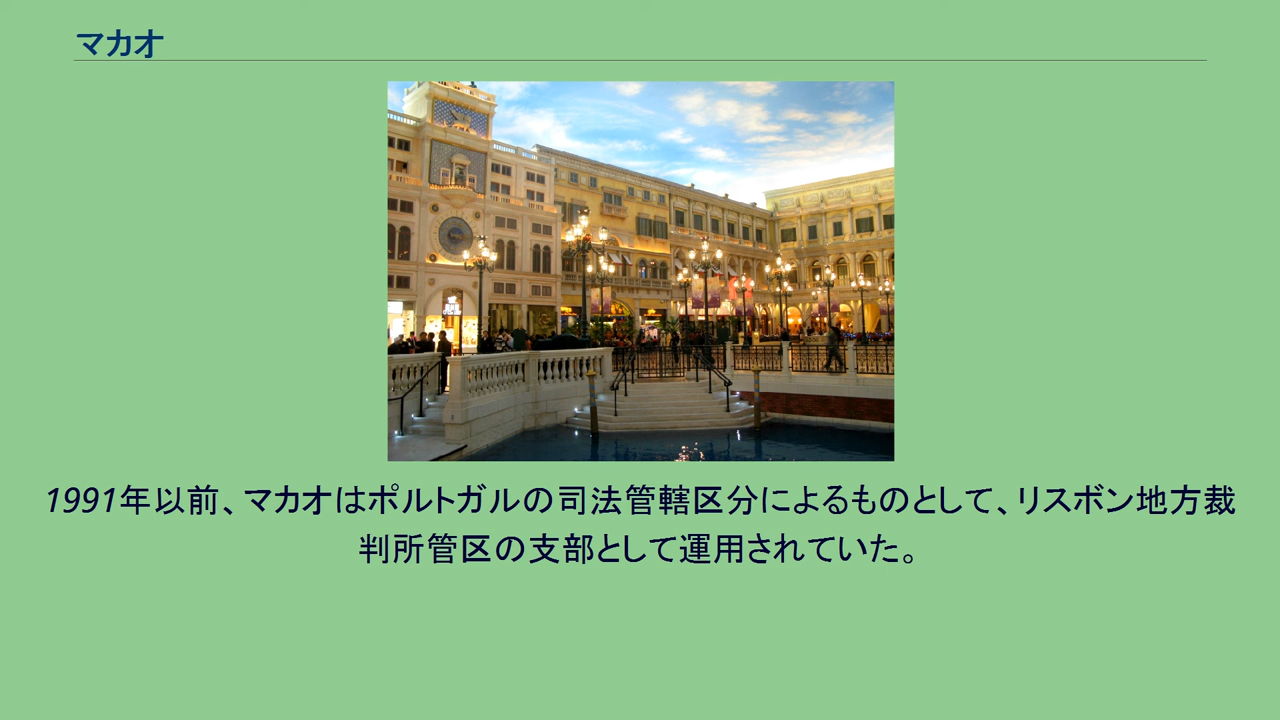 マカオ
1991年以前、マカオはポルトガルの司法管轄区分によるものとして、リスボン地方裁
判所管区の支部として運用されていた。